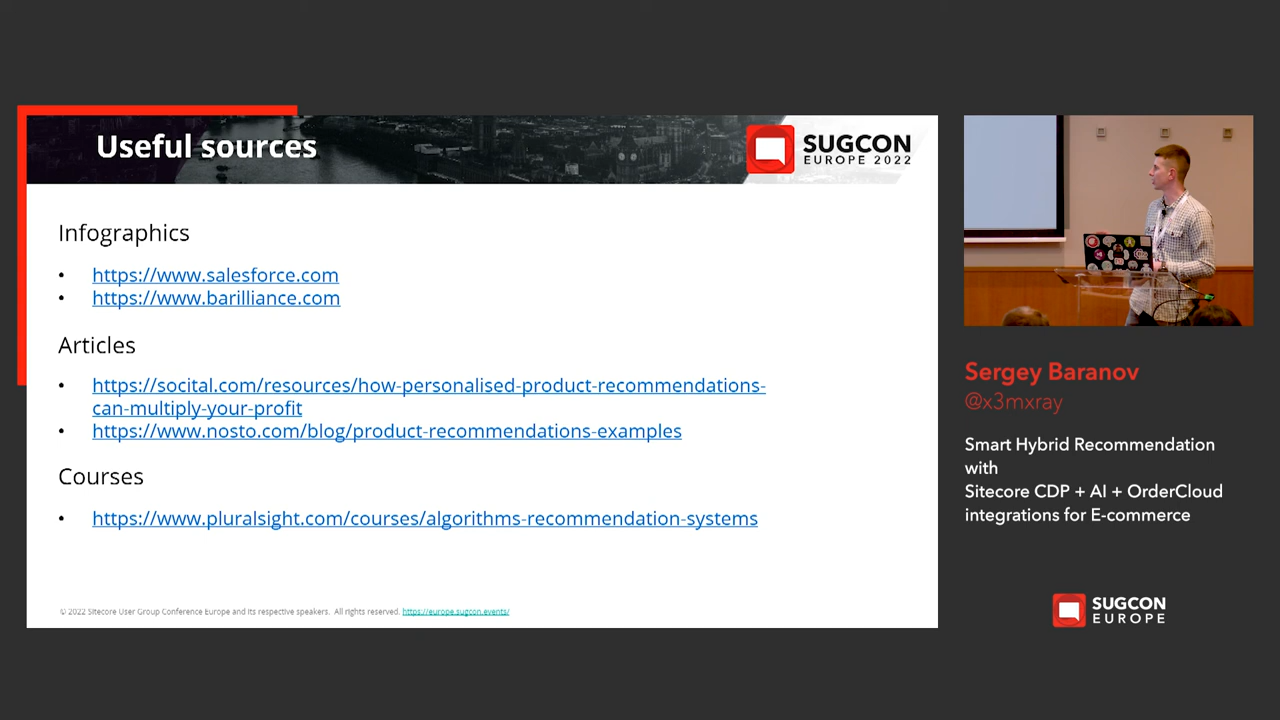 Useful sources
SUGCON
EUROPE 2022
Infographics
• https://www.salesforce.com
• https://www.barilliance.com
Articles
• https://socital.com/resources/how-personalised-product-recommendations-
can-multiply-your-profit
• https://www.nosto.com/blog/product-recommendations-examples
Courses
• https://www.pluralsight.com/courses/algorithms-recommendation-systems
© 2022 Sitecore User Group Conference Europe and its respective speakers. All rights reserved. https://europe.sugcon.events/
Sergey Baranov
@x3mxray
Smart Hybrid Recommendation
with
Sitecore CDP + AI + OrderCloud
integrations for E-commerce
SUGCON
EUROPE